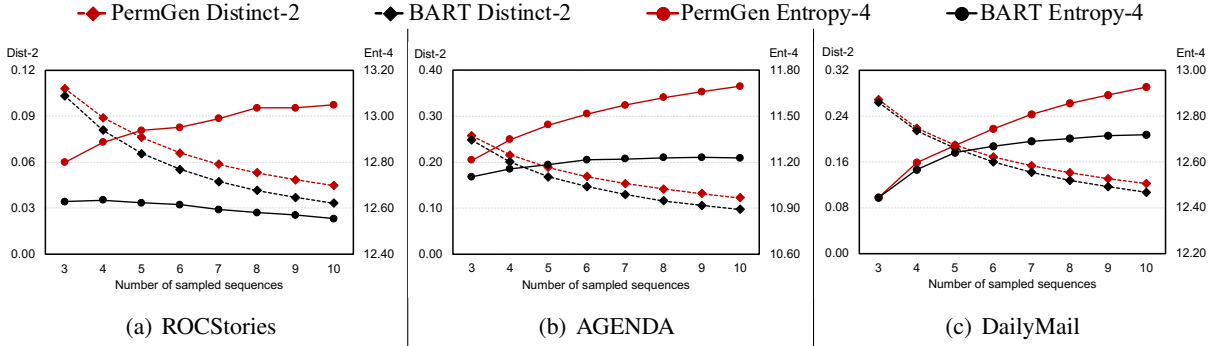 PermGen Distinct-2 BART Distinct-2 PermGen Entropy-4 BART Entropy-4
Dist-2 Ent-4
0.12 13.20
0.09 13.00
0.06 12.80
0.03 12.60
0.00 12.40
3 4 5 6 7 8 9 10
Number of sampled sequences
(a) ROCStories
Dist-2 Ent-4
0.40 11.80
0.30 11.50
0.20 11.20
0.10 10.90
0.00 10.60
3 4 5 6 7 8 9 10
Number of sampled sequences
(b) AGENDA
Dist-2 Ent-4
0.32 13.00
0.24 12.80
0.16 12.60
0.08 12.40
0.00 12.20
3 4 5 6 7 8 9 10
Number of sampled sequences
(c) DailyMail